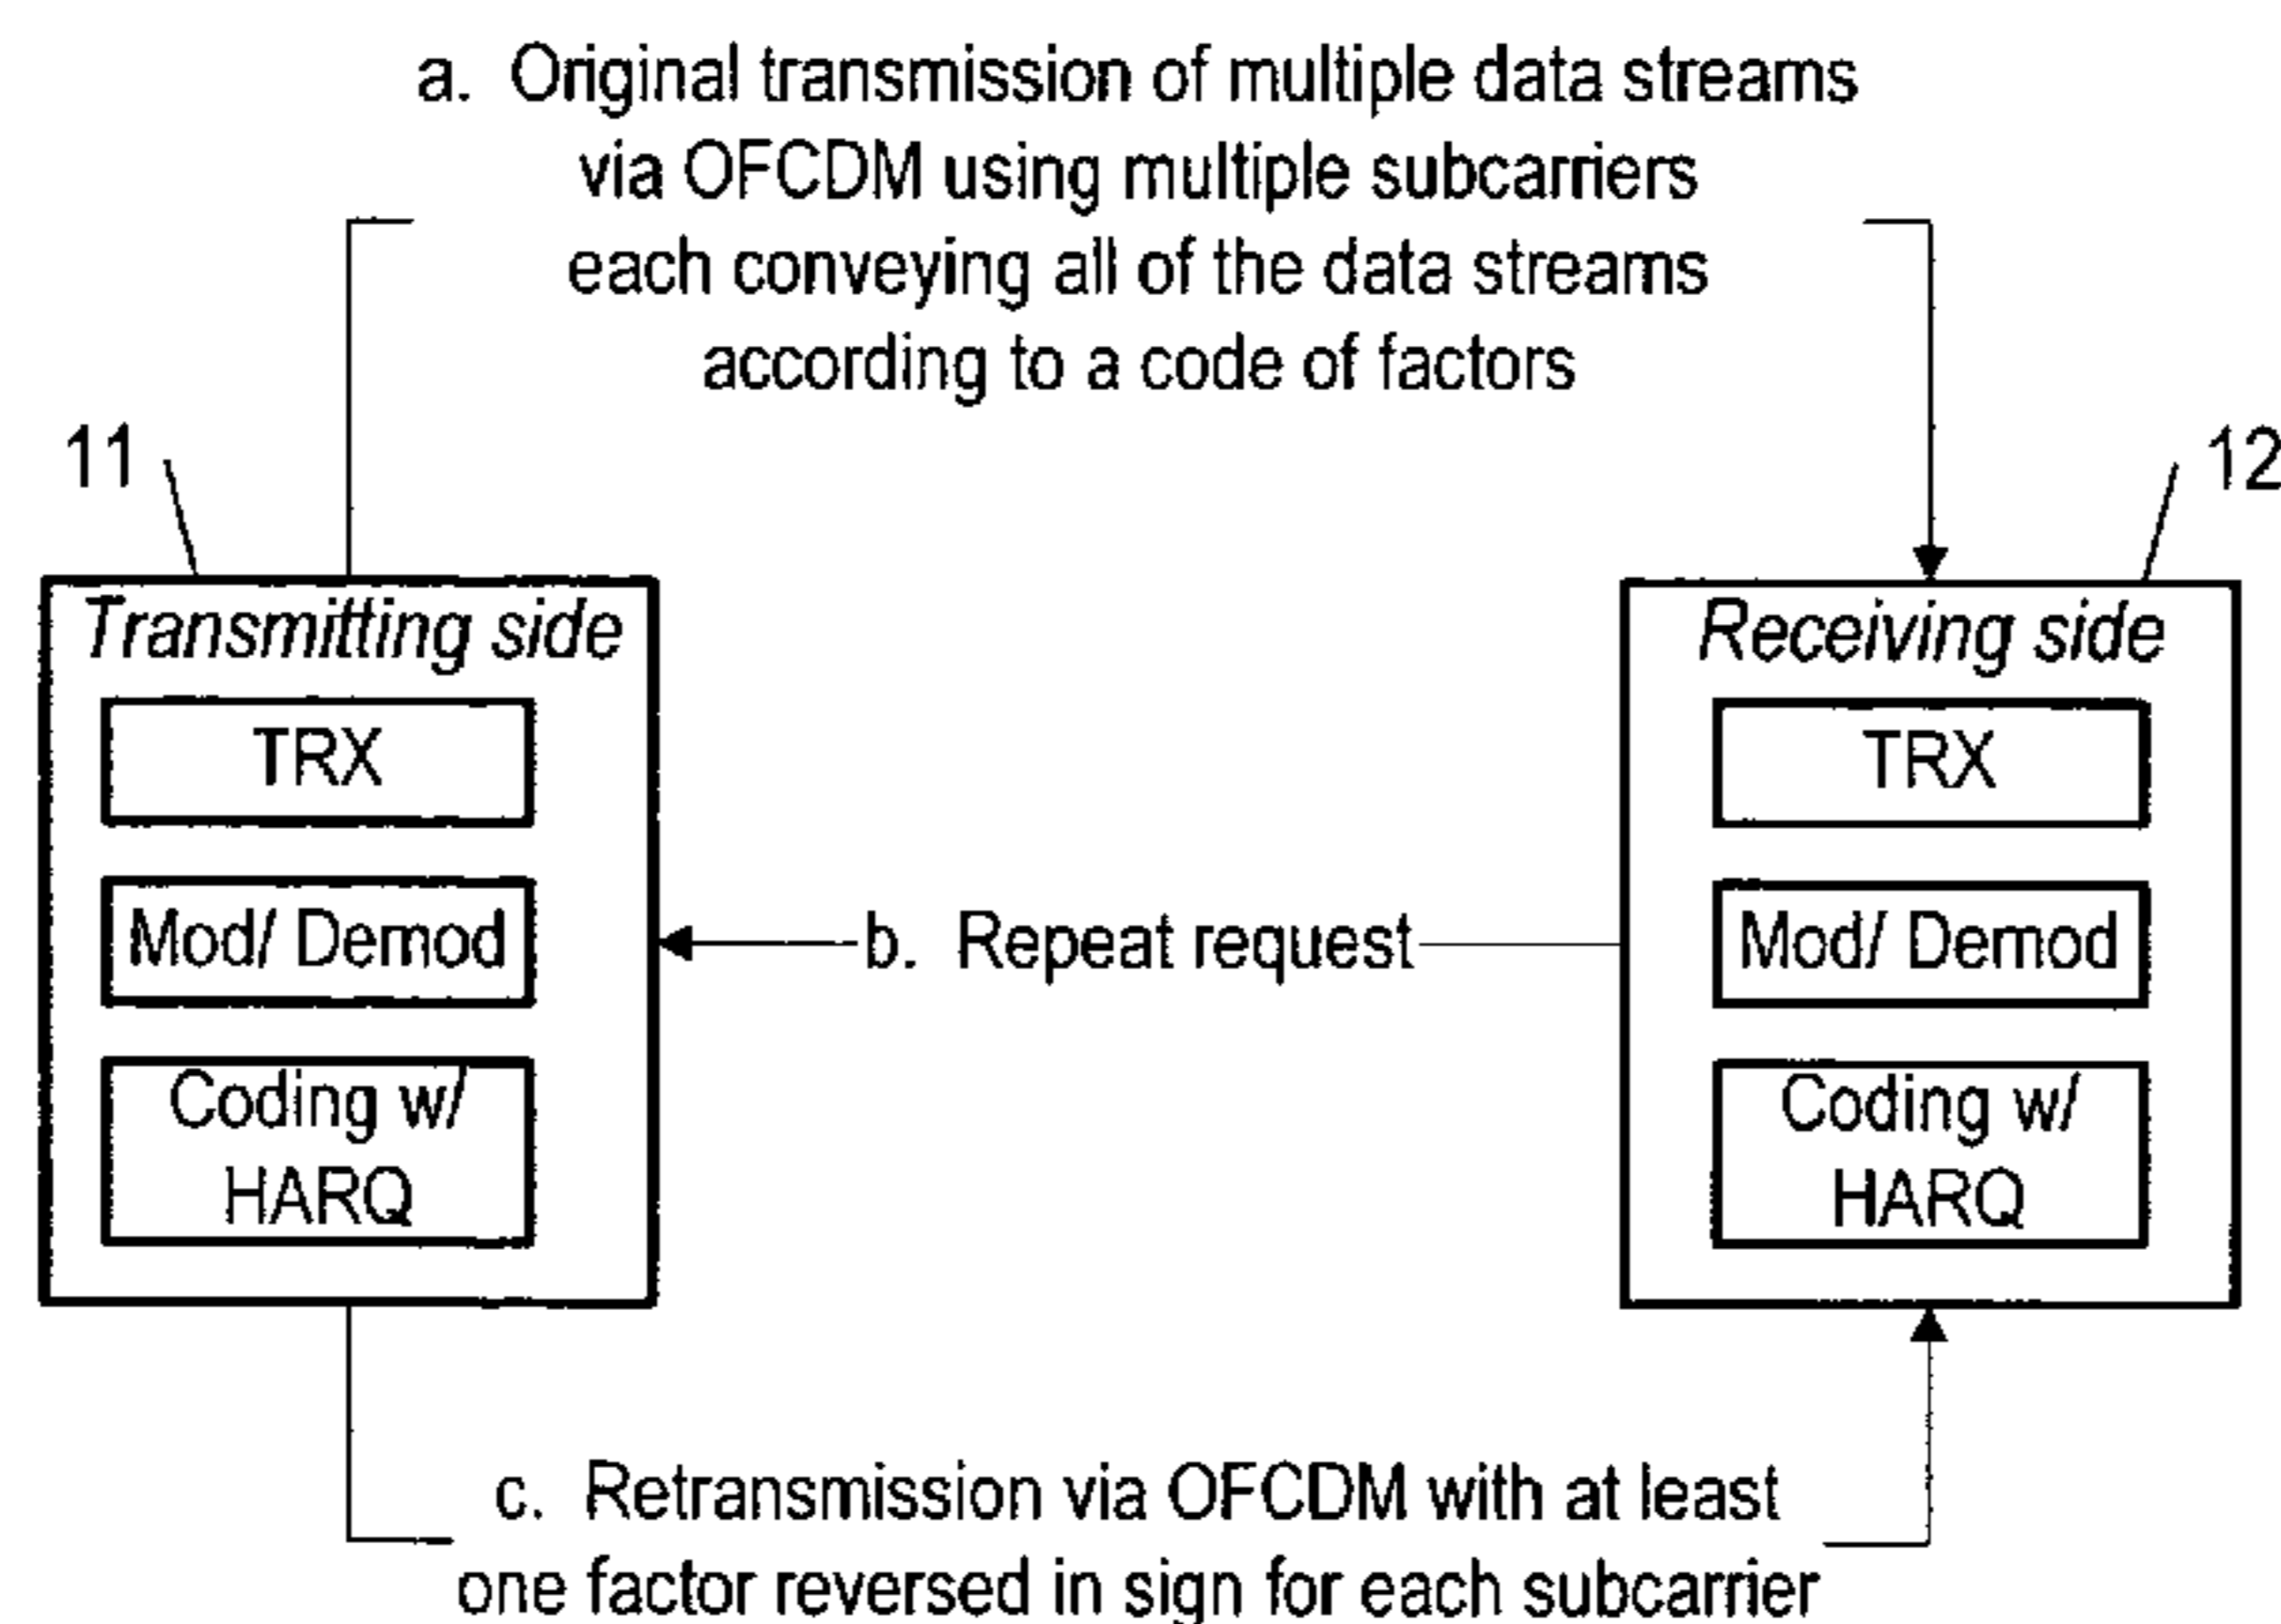 a. Original transmission of multiple data streams
via OFCDM using multiple subcarriers
each conveying all of the data streams
according to a code of factors
11
12
Transmitting side
TRX
Mod/ Demod
Coding w/
HARQ
b. Repeat request
Receiving side
TRX
Mod/ Demod
Coding w/
HARQ
c. Retransmission via OFCDM with at least
one factor reversed in sign for each subcarrier